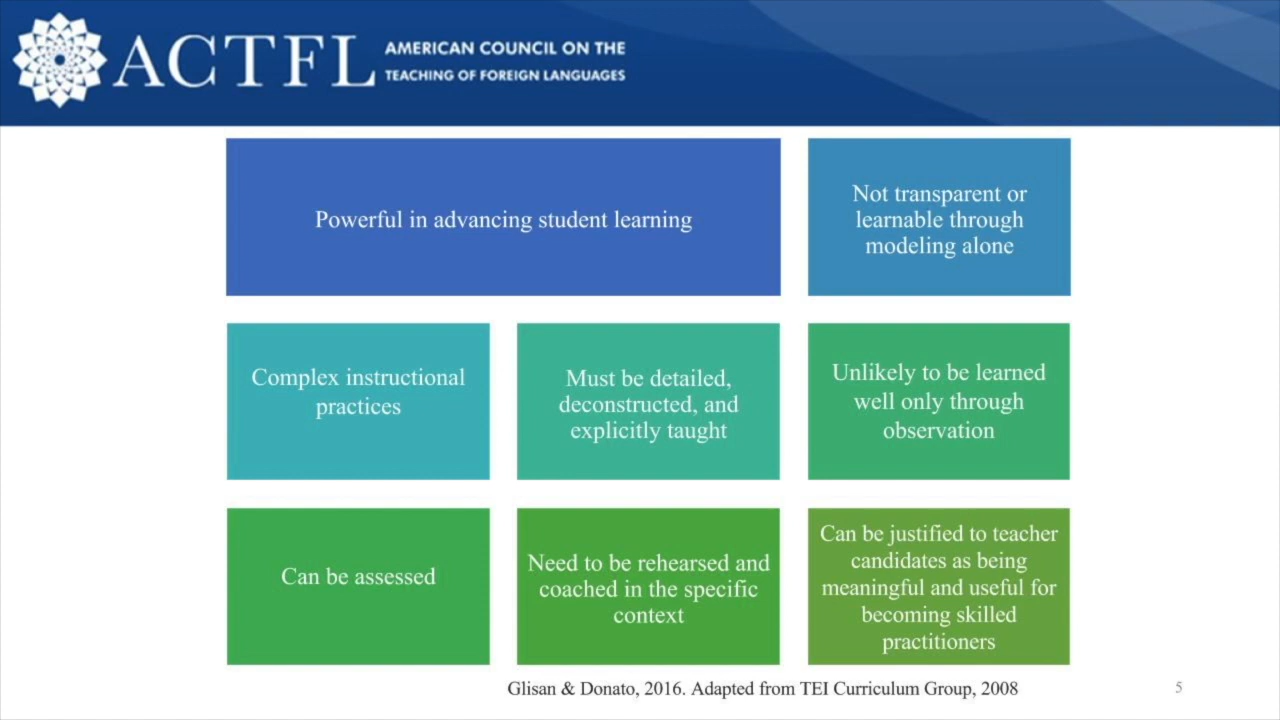 ACTFL
AMERICAN COUNCIL ON THE
TEACHING OF FOREIGN LANGUAGES
Powerful in advancing student learning
Not transparent or
learnable through
modeling alone
Complex instructional
practices
Must be detailed,
deconstructed, and
explicitly taught
Unlikely to be learned
well only through
observation
Can be assessed
Need to be rehearsed and
coached in the specific
context
Can be justified to teacher
candidates as being
meaningful and useful for
becoming skilled
practitioners
Glisan & Donato, 2016. Adapted from TEI Curriculum Group, 2008
5